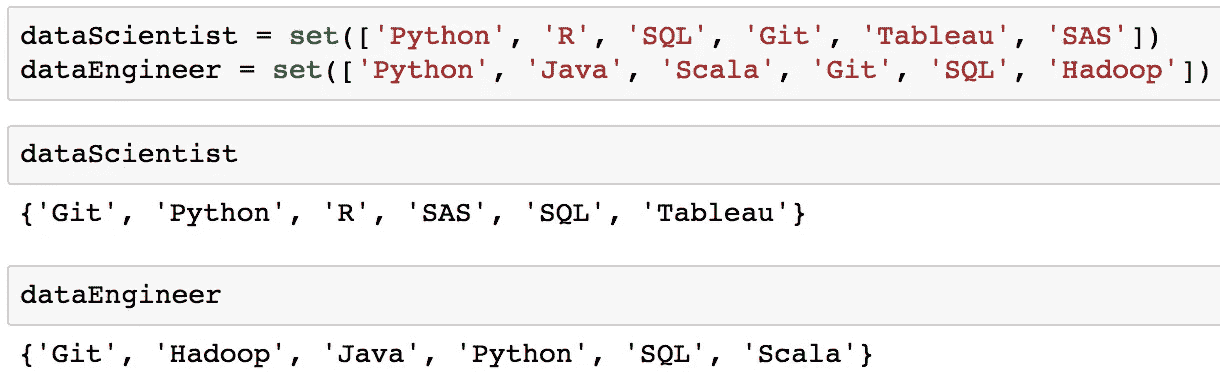 dataScientist = set(['Python', 'R', 'SQL', 'Git', 'Tableau', 'SAS'])
dataEngineer = set(['Python', 'Java', 'Scala', 'Git', 'SQL', 'Hadoop'])
dataScientist
{'Git', 'Python', 'R', 'SAS', 'SQL', 'Tableau'}
dataEngineer
{'Git', 'Hadoop', 'Java', 'Python', 'SQL', 'Scala'}